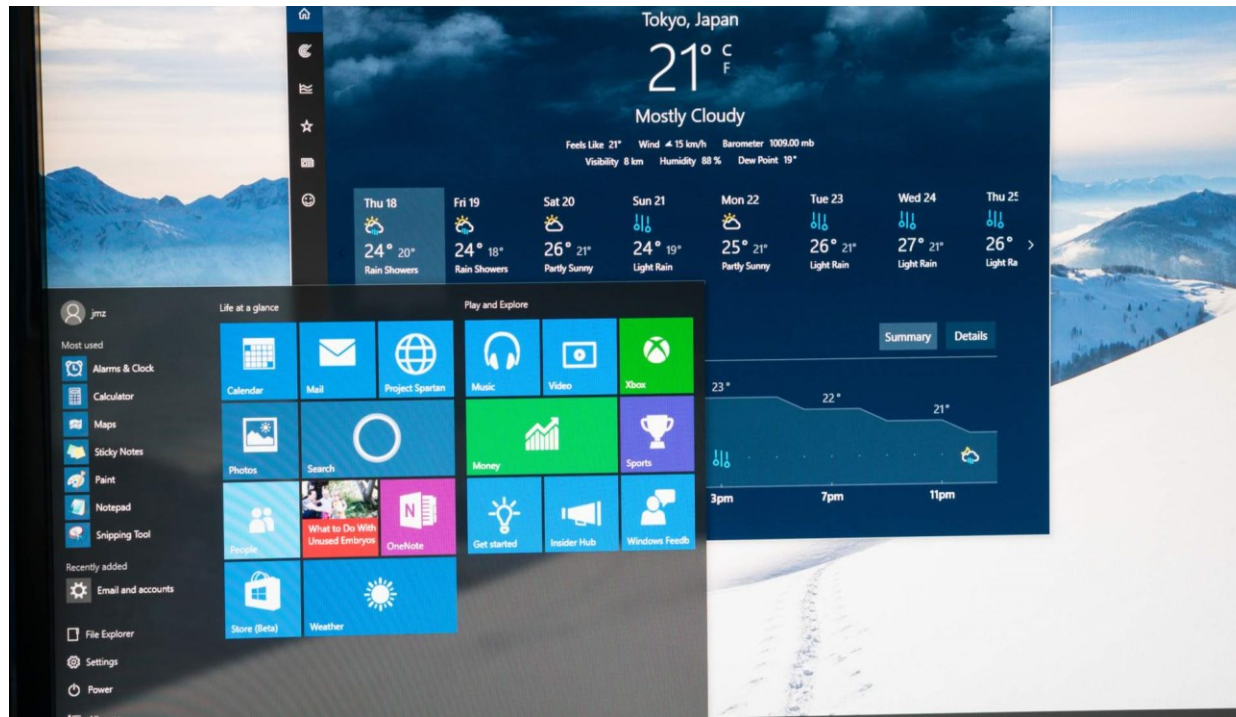 Tokyo, Japan
21° C
F
Mostly Cloudy
Feels Like 21° Wind 15 km/h Barometer 1009.00 mb
Visibility 8 km Humidity 88 % Dew Point 19°
Thu 18 Fri 19 Sat 20 Sun 21 Mon 22 Tue 23 Wed 24 Thu 25
24° 20° 24° 18° 26° 21° 24° 19° 25° 21° 26° 21° 27° 21° 26°
Rain Showers Rain Showers Partly Sunny Light Rain Partly Sunny Light Rain Light Rain Light Ra
Summary Details
23° 22° 21°
3pm 7pm 11pm
jmz
Most used
Alarms & Clock
Calculator
Maps
Sticky Notes
Paint
Notepad
Snipping Tool
Recently added
Email and accounts
File Explorer
Settings
Power
Life at a glance
Calendar Mail Project Spartan
Photos Search
People
What to Do With
Unused Embryos
N
OneNote
Store (Beta) Weather
Play and Explore
Music Video Xbox
Money Sports
Get started Insider Hub Windows Feedb